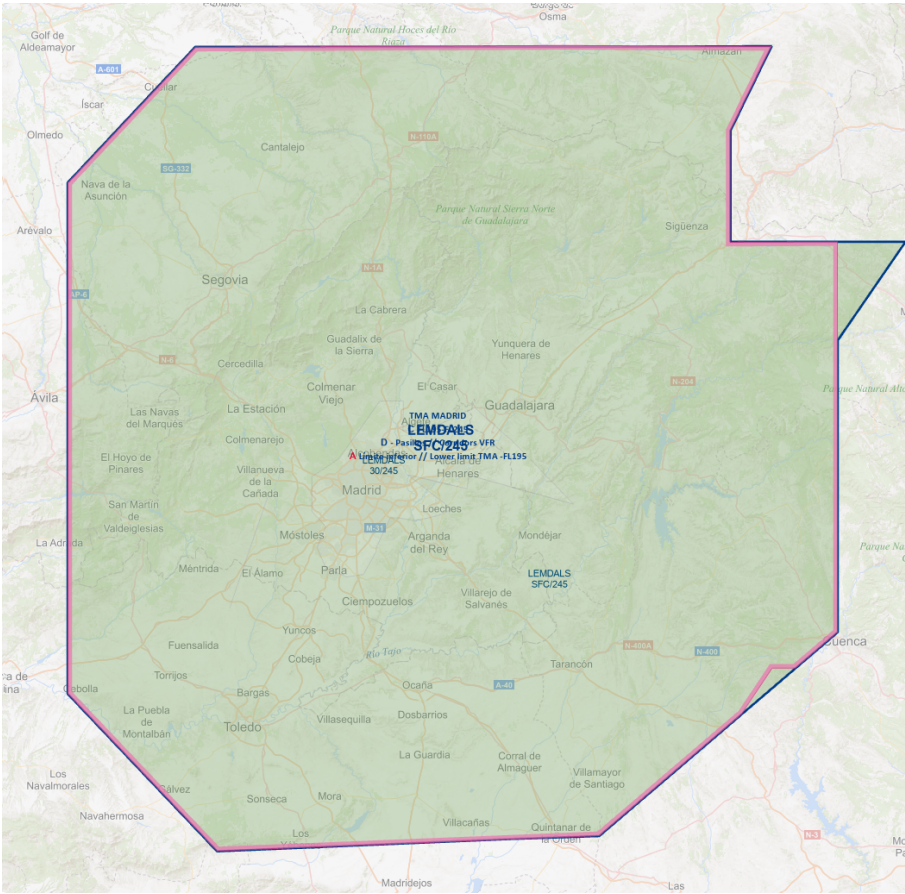 Golf de
Aldeamayor
Parque Natural Hoces del Río
Riaza
Osma
Almazán
A-601
Cuéllar
Íscar
Olmedo
N-110A
Cantalejo
SG-332
Nava de la
Asunción
Arévalo
Parque Natural Sierra Norte
de Guadalajara
Sigüenza
N-1A
Segovia
AP-6
La Cabrera
Guadalix de
la Sierra
Yunquera de
Henares
N-6
Cercedilla
N-204
Ávila
Colmenar
Viejo
El Casar
Guadalajara
Parque Natural Alto
Las Navas
del Marqués
La Estación
TMA MADRID
LEMDALS
SFC/245
Colmenarejo
D - Pasillos // Corridors VFR
A Límite inferior // Lower limit TMA -FL195
LEMDALS
30/245
Alcalá de
Henares
El Hoyo de
Pinares
Villanueva
de la
Cañada
Madrid
San Martín
de
Valdeiglesias
Loeches
M-31
La Adrada
Móstoles
Arganda
del Rey
Mondéjar
Parque Na
Méntrida
El Álamo
Parla
LEMDALS
SFC/245
Ciempozuelos
Villarejo de
Salvanés
Yuncos
Fuensalida
Cobeja
Río Tajo
N-400A
N-400
Cuenca
Tarancón
Torrijos
Bargas
Ocaña
A-40
Cebolla
La Puebla
de
Montalbán
Toledo
Villasequilla
Dosbarrios
La Guardia
Corral de
Almaguer
Los
Navalmorales
Gálvez
Sonseca
Mora
Villamayor
de Santiago
Navahermosa
Villacañas
Quintanar de
la Orden
Los
N-3
Madridejos
Las